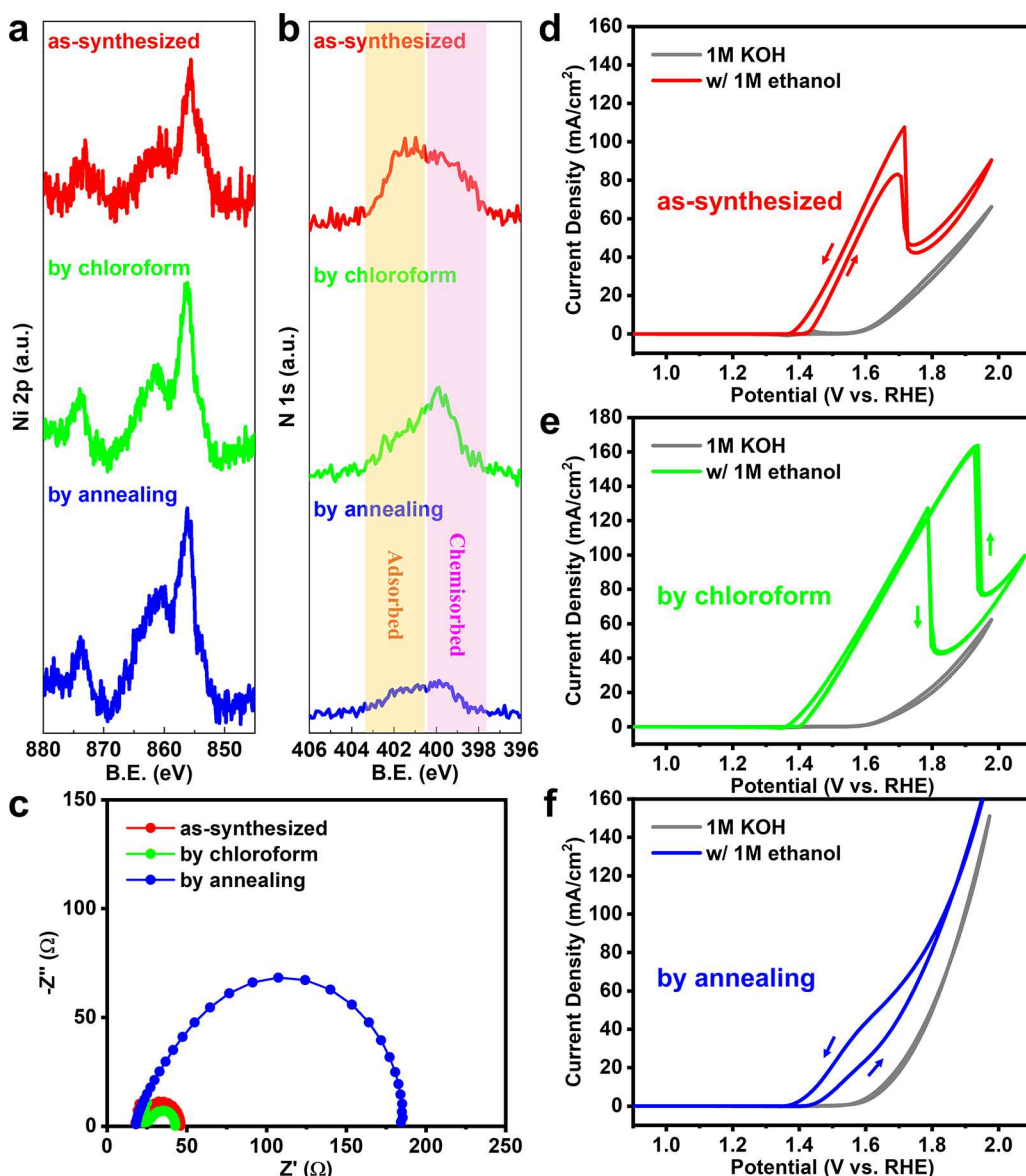 a
as-synthesized
by chloroform
by annealing
Ni 2p (a.u.)
880 870 860 850
B.E. (eV)
b
as-synthesized
by chloroform
by annealing
Adsorbed
Chemisorbed
N 1s (a.u.)
406 404 402 400 398 396
B.E. (eV)
c
as-synthesized
by chloroform
by annealing
150
100
50
0
-Z'' (Ω)
0 50 100 150 200 250
Z' (Ω)
d
1M KOH
w/ 1M ethanol
as-synthesized
160
140
120
100
80
60
40
20
0
Current Density (mA/cm²)
1.0 1.2 1.4 1.6 1.8 2.0
Potential (V vs. RHE)
e
1M KOH
w/ 1M ethanol
by chloroform
180
160
140
120
100
80
60
40
20
0
Current Density (mA/cm²)
1.0 1.2 1.4 1.6 1.8 2.0
Potential (V vs. RHE)
f
1M KOH
w/ 1M ethanol
by annealing
160
140
120
100
80
60
40
20
0
Current Density (mA/cm²)
1.0 1.2 1.4 1.6 1.8 2.0
Potential (V vs. RHE)